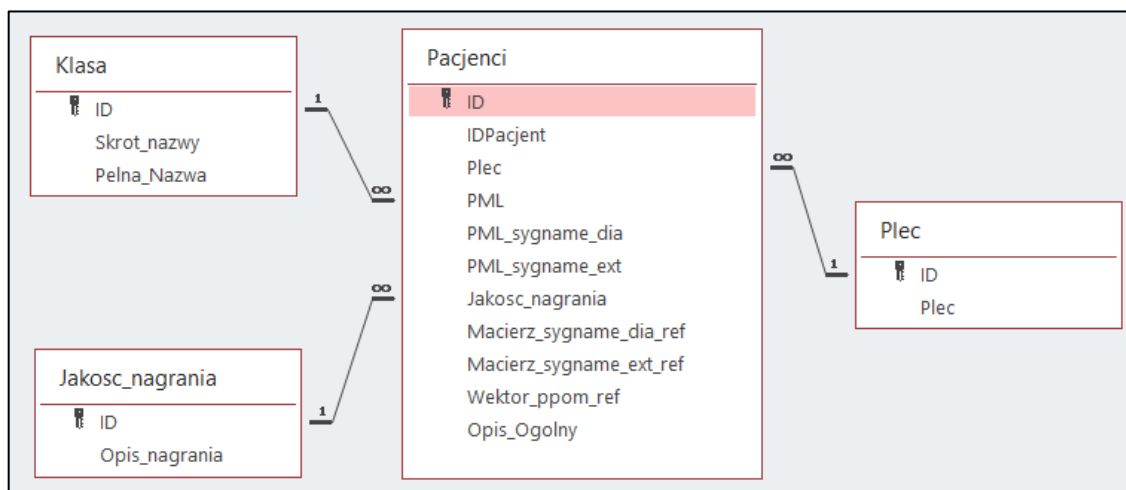 Klasa
ID
Skrot_nazwy
Pelna_Nazwa
1
∞
Jakosc_nagrania
ID
Opis_nagrania
1
∞
Pacjenci
ID
IDPacjent
Plec
PML
PML_sygname_dia
PML_sygname_ext
Jakosc_nagrania
Macierz_sygname_dia_ref
Macierz_sygname_ext_ref
Wektor_ppom_ref
Opis_Ogolny
∞
1
Plec
ID
Plec